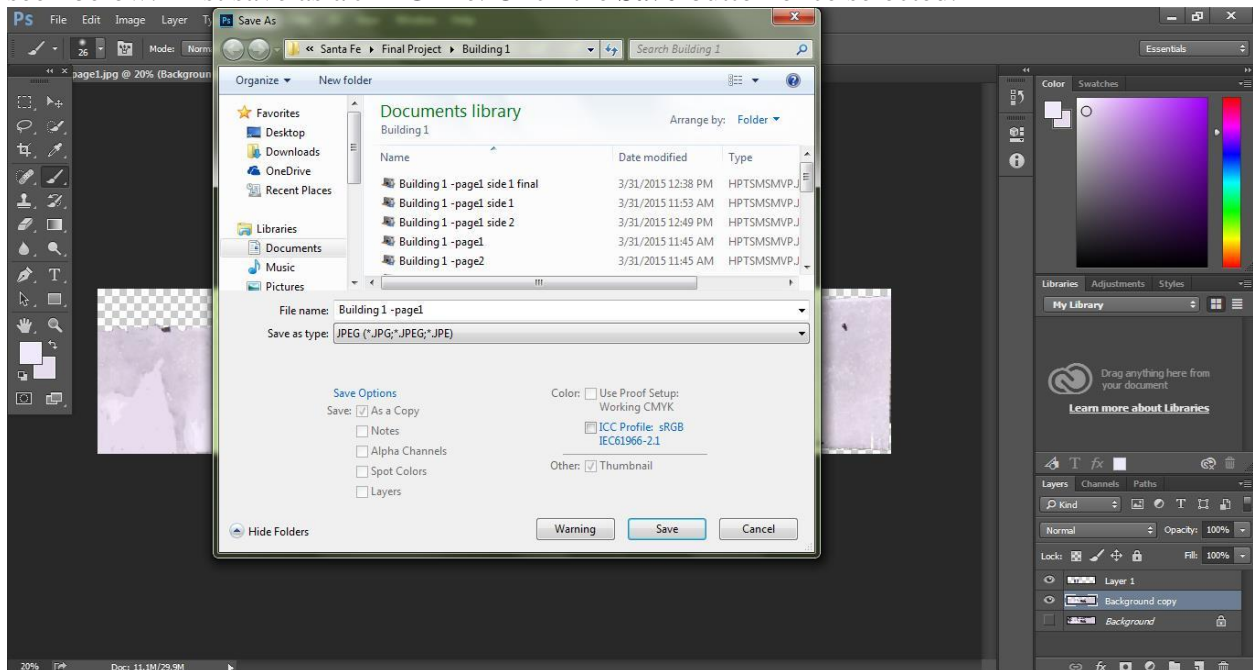 Ps File Edit Image Layer Save As
26 Mode: Norm Santa Fe Final Project Building 1 Search Building 1 Essentials
page1.jpg @ 20% (Backgroun
Organize New folder
Favorites
Desktop
Downloads
OneDrive
Recent Places
Libraries
Documents
Music
Pictures
Documents library
Building 1
Arrange by: Folder
Name Date modified Type
Building 1 -page1 side 1 final 3/31/2015 12:38 PM HPTSMSMVP.J
Building 1 -page1 side 1 3/31/2015 11:53 AM HPTSMSMVP.J
Building 1 -page1 side 2 3/31/2015 12:49 PM HPTSMSMVP.J
Building 1 -page1 3/31/2015 11:45 AM HPTSMSMVP.J
Building 1 -page2 3/31/2015 11:45 AM HPTSMSMVP.J
File name: Building 1 -page1
Save as type: JPEG (*.JPG;*.JPEG;*.JPE)
Save Options
Save: As a Copy
Notes
Alpha Channels
Spot Colors
Layers
Color: Use Proof Setup:
Working CMYK
ICC Profile: sRGB
IEC61966-2.1
Other: Thumbnail
Hide Folders Warning Save Cancel
Color Swatches
Libraries Adjustments Styles
My Library
Drag anything here from
your document
Learn more about Libraries
Layers Channels Paths
Kind
Normal Opacity: 100%
Lock: Fill: 100%
Layer 1
Background copy
Background
20% Doc: 11.1M/29.9M